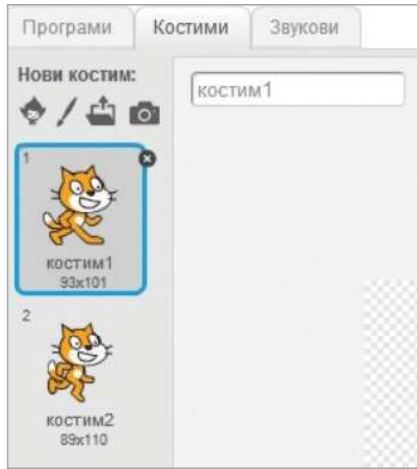 Програми Костими Звукови
Нови костим:
костим1
1
костим1
93x101
2
костим2
89x110